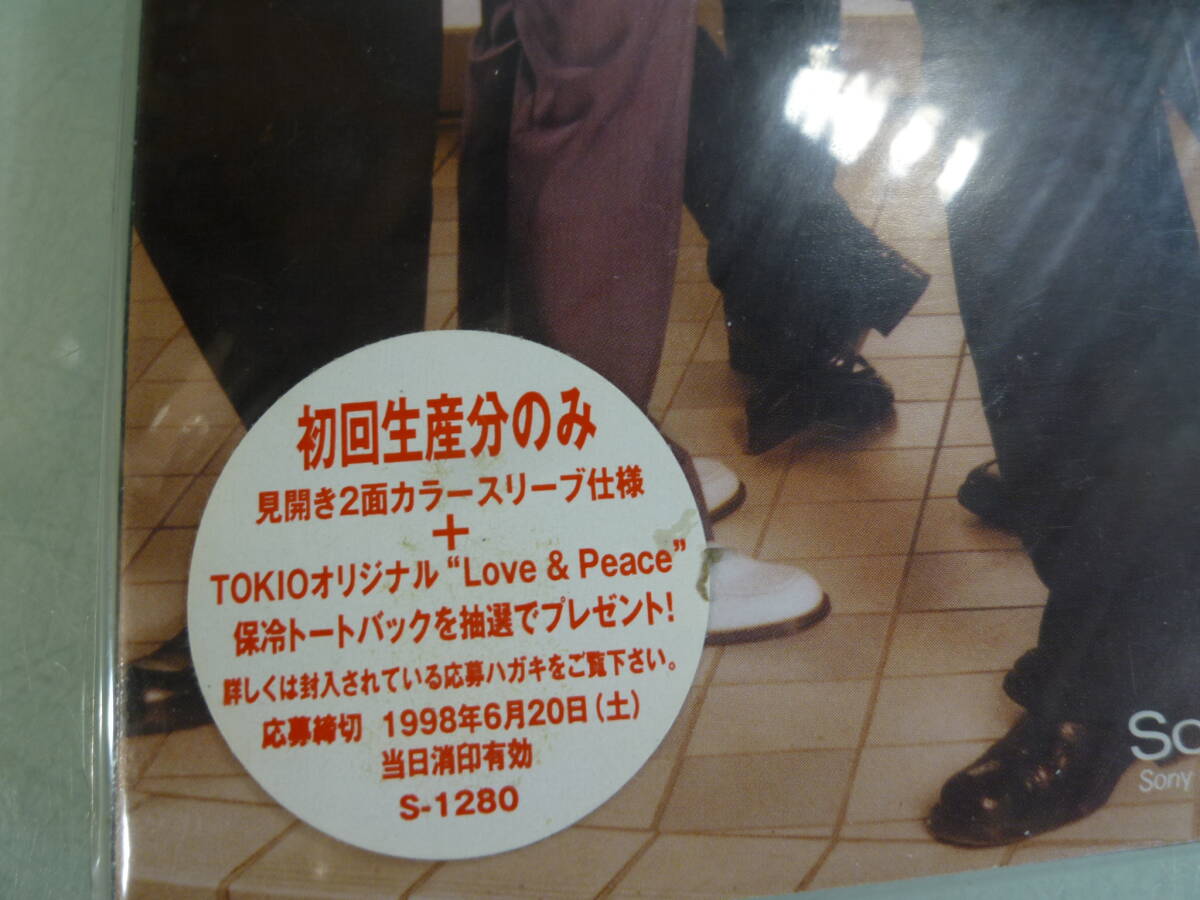 初回生産分のみ
見開き2面カラースリーブ仕様
+
TOKIOオリジナル“Love & Peace”
保冷トートバックを抽選でプレゼント!
詳しくは封入されている応募ハガキをご覧下さい。
応募締切 1998年6月20日(土)
当日消印有効
S-1280
So
Sony